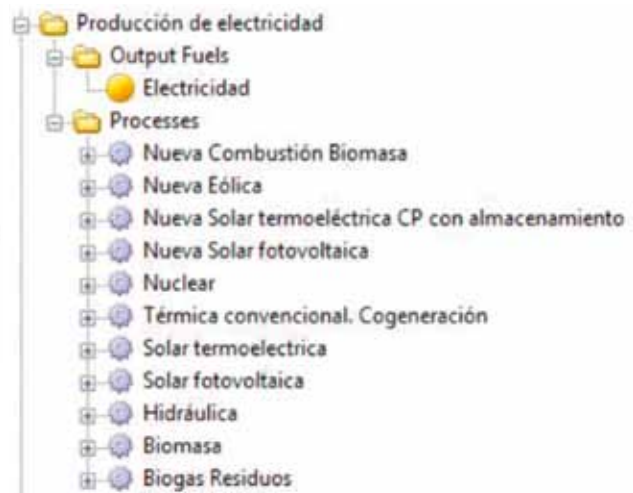 Producción de electricidad
Output Fuels
Electricidad
Processes
Nueva Combustión Biomasa
Nueva Eólica
Nueva Solar termoeléctrica CP con almacenamiento
Nueva Solar fotovoltaica
Nuclear
Térmica convencional. Cogeneración
Solar termoelectrica
Solar fotovoltaica
Hidráulica
Biomasa
Biogas Residuos